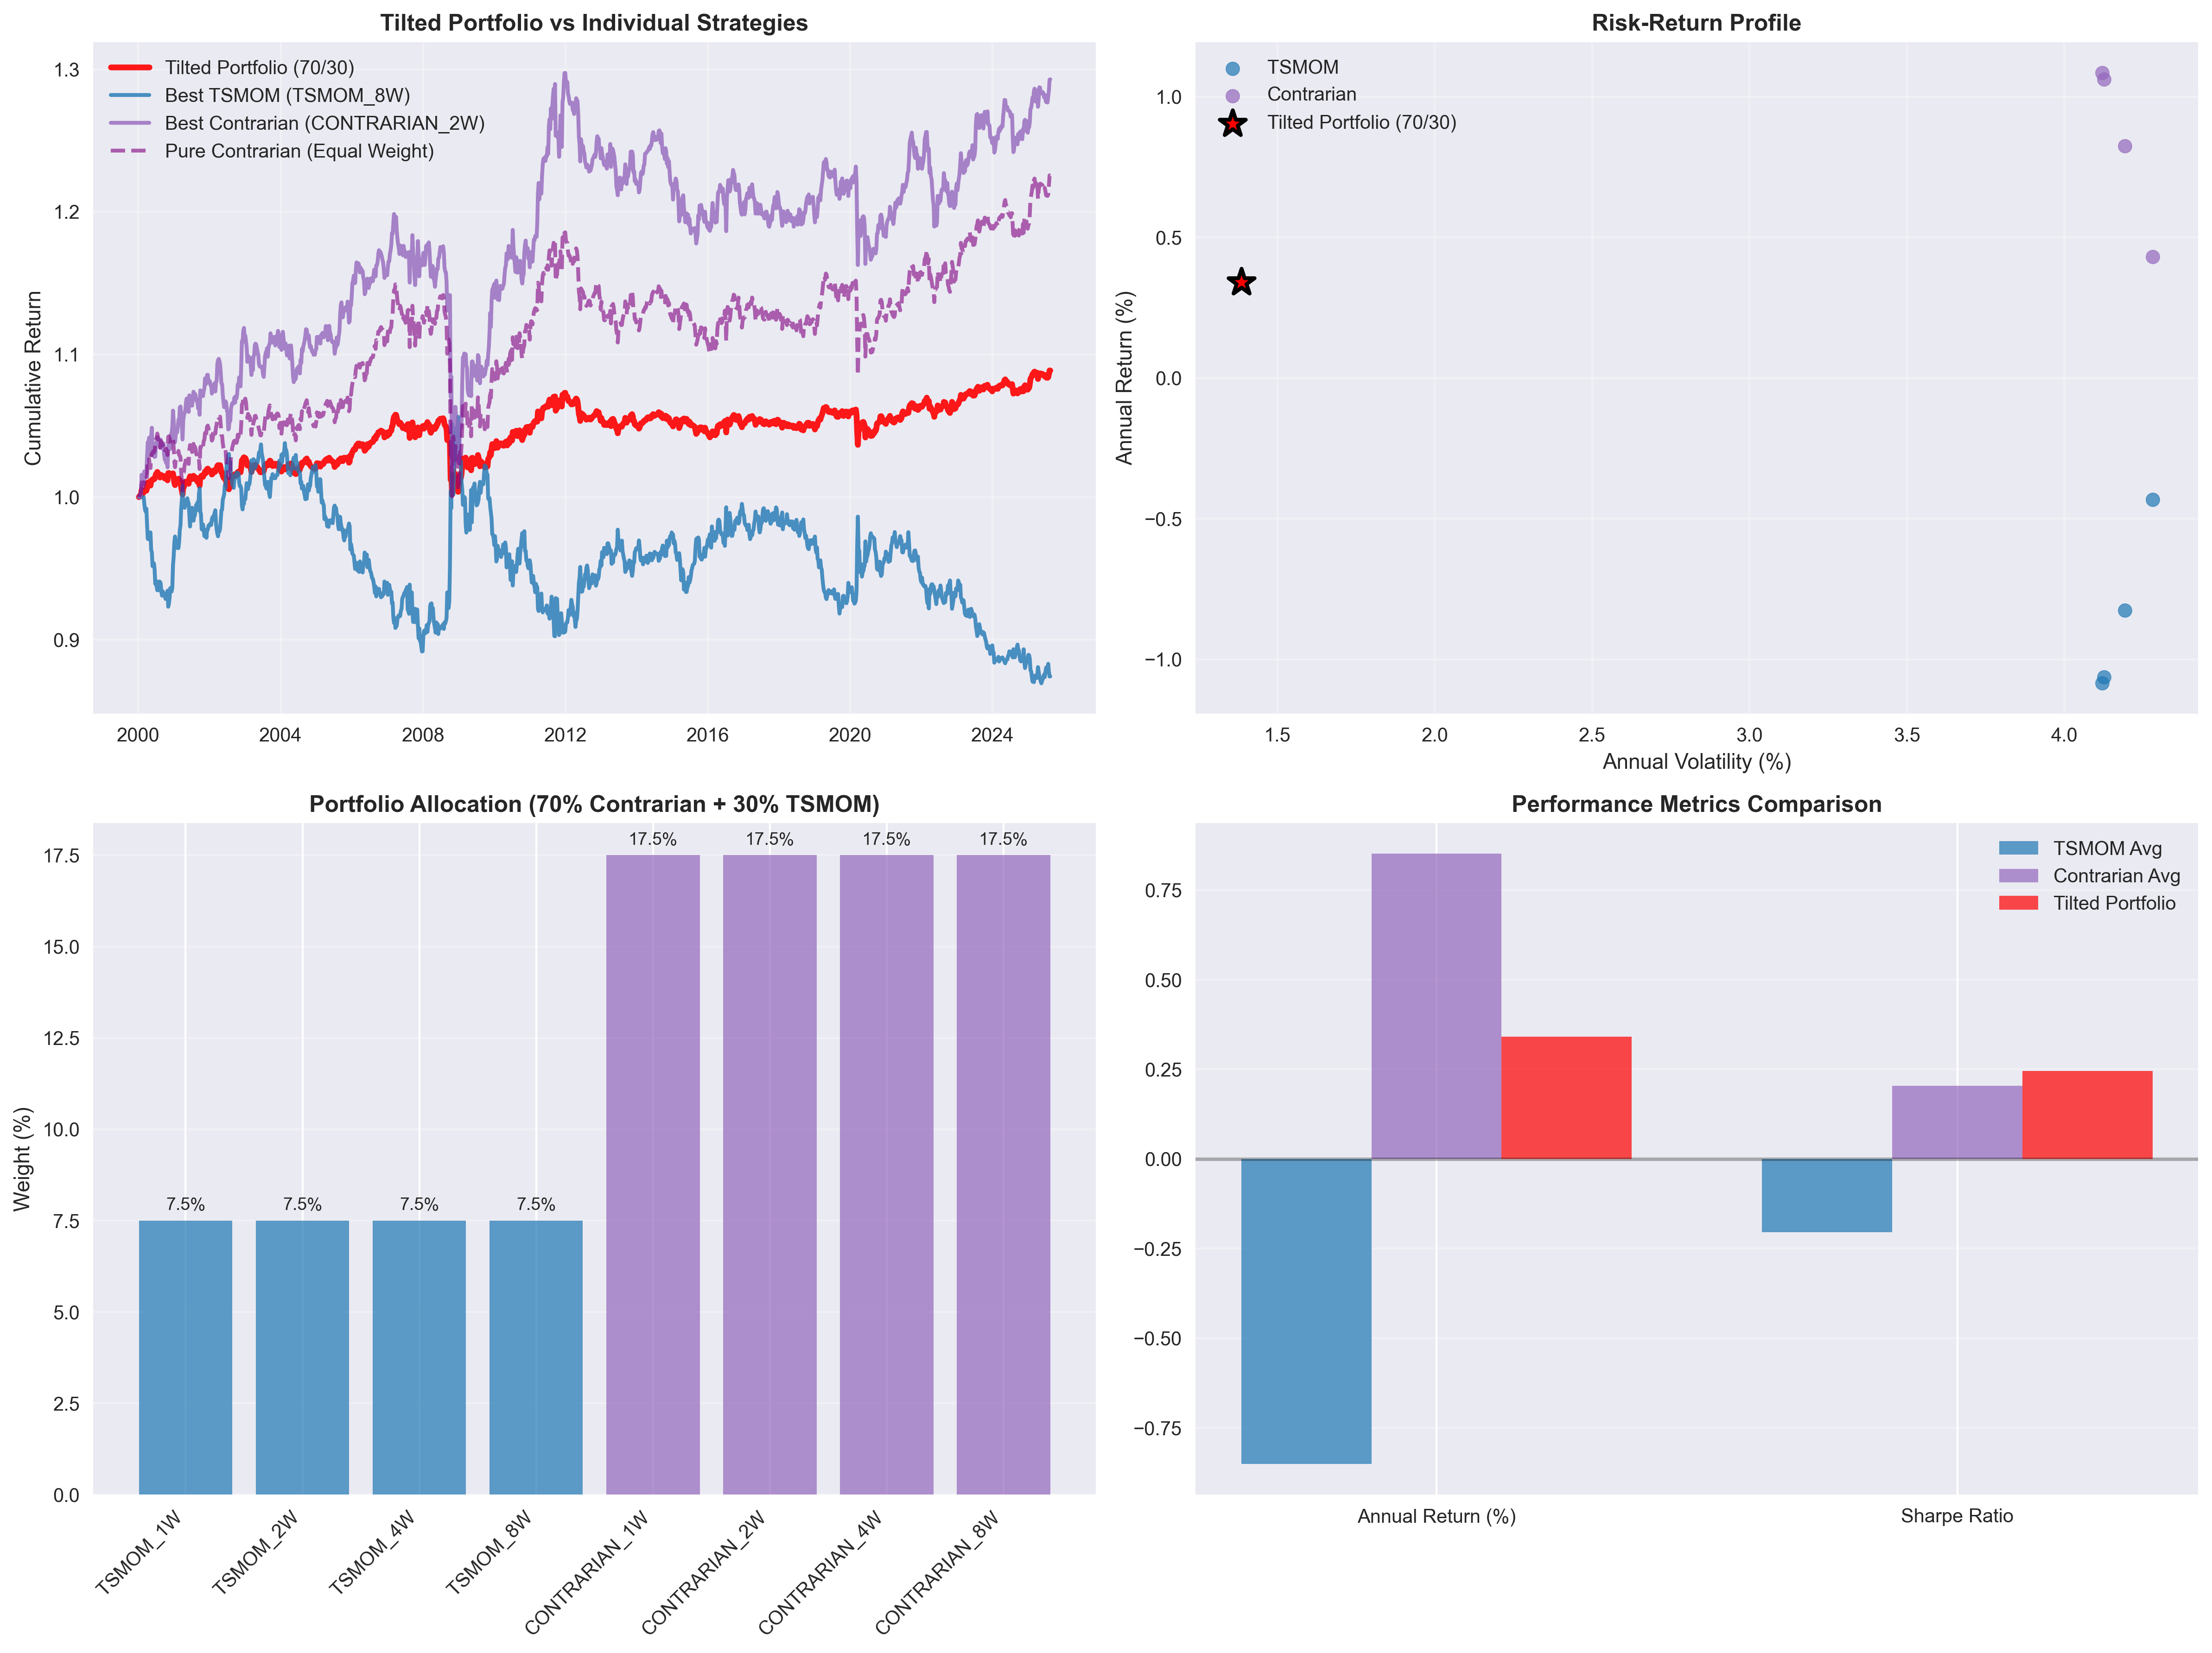 Tilted Portfolio vs Individual Strategies
Tilted Portfolio (70/30)
Best TSMOM (TSMOM_8W)
Best Contrarian (CONTRARIAN_2W)
Pure Contrarian (Equal Weight)
Cumulative Return
1.3
1.2
1.1
1.0
0.9
2000 2004 2008 2012 2016 2020 2024
Risk-Return Profile
TSMOM
Contrarian
Tilted Portfolio (70/30)
Annual Return (%)
1.0
0.5
0.0
−0.5
−1.0
1.5 2.0 2.5 3.0 3.5 4.0
Annual Volatility (%)
Portfolio Allocation (70% Contrarian + 30% TSMOM)
Weight (%)
17.5
15.0
12.5
10.0
7.5
5.0
2.5
0.0
7.5% 7.5% 7.5% 7.5% 17.5% 17.5% 17.5% 17.5%
TSMOM_1W
TSMOM_2W
TSMOM_4W
TSMOM_8W
CONTRARIAN_1W
CONTRARIAN_2W
CONTRARIAN_4W
CONTRARIAN_8W
Performance Metrics Comparison
TSMOM Avg
Contrarian Avg
Tilted Portfolio
0.75
0.50
0.25
0.00
−0.25
−0.50
−0.75
Annual Return (%) Sharpe Ratio